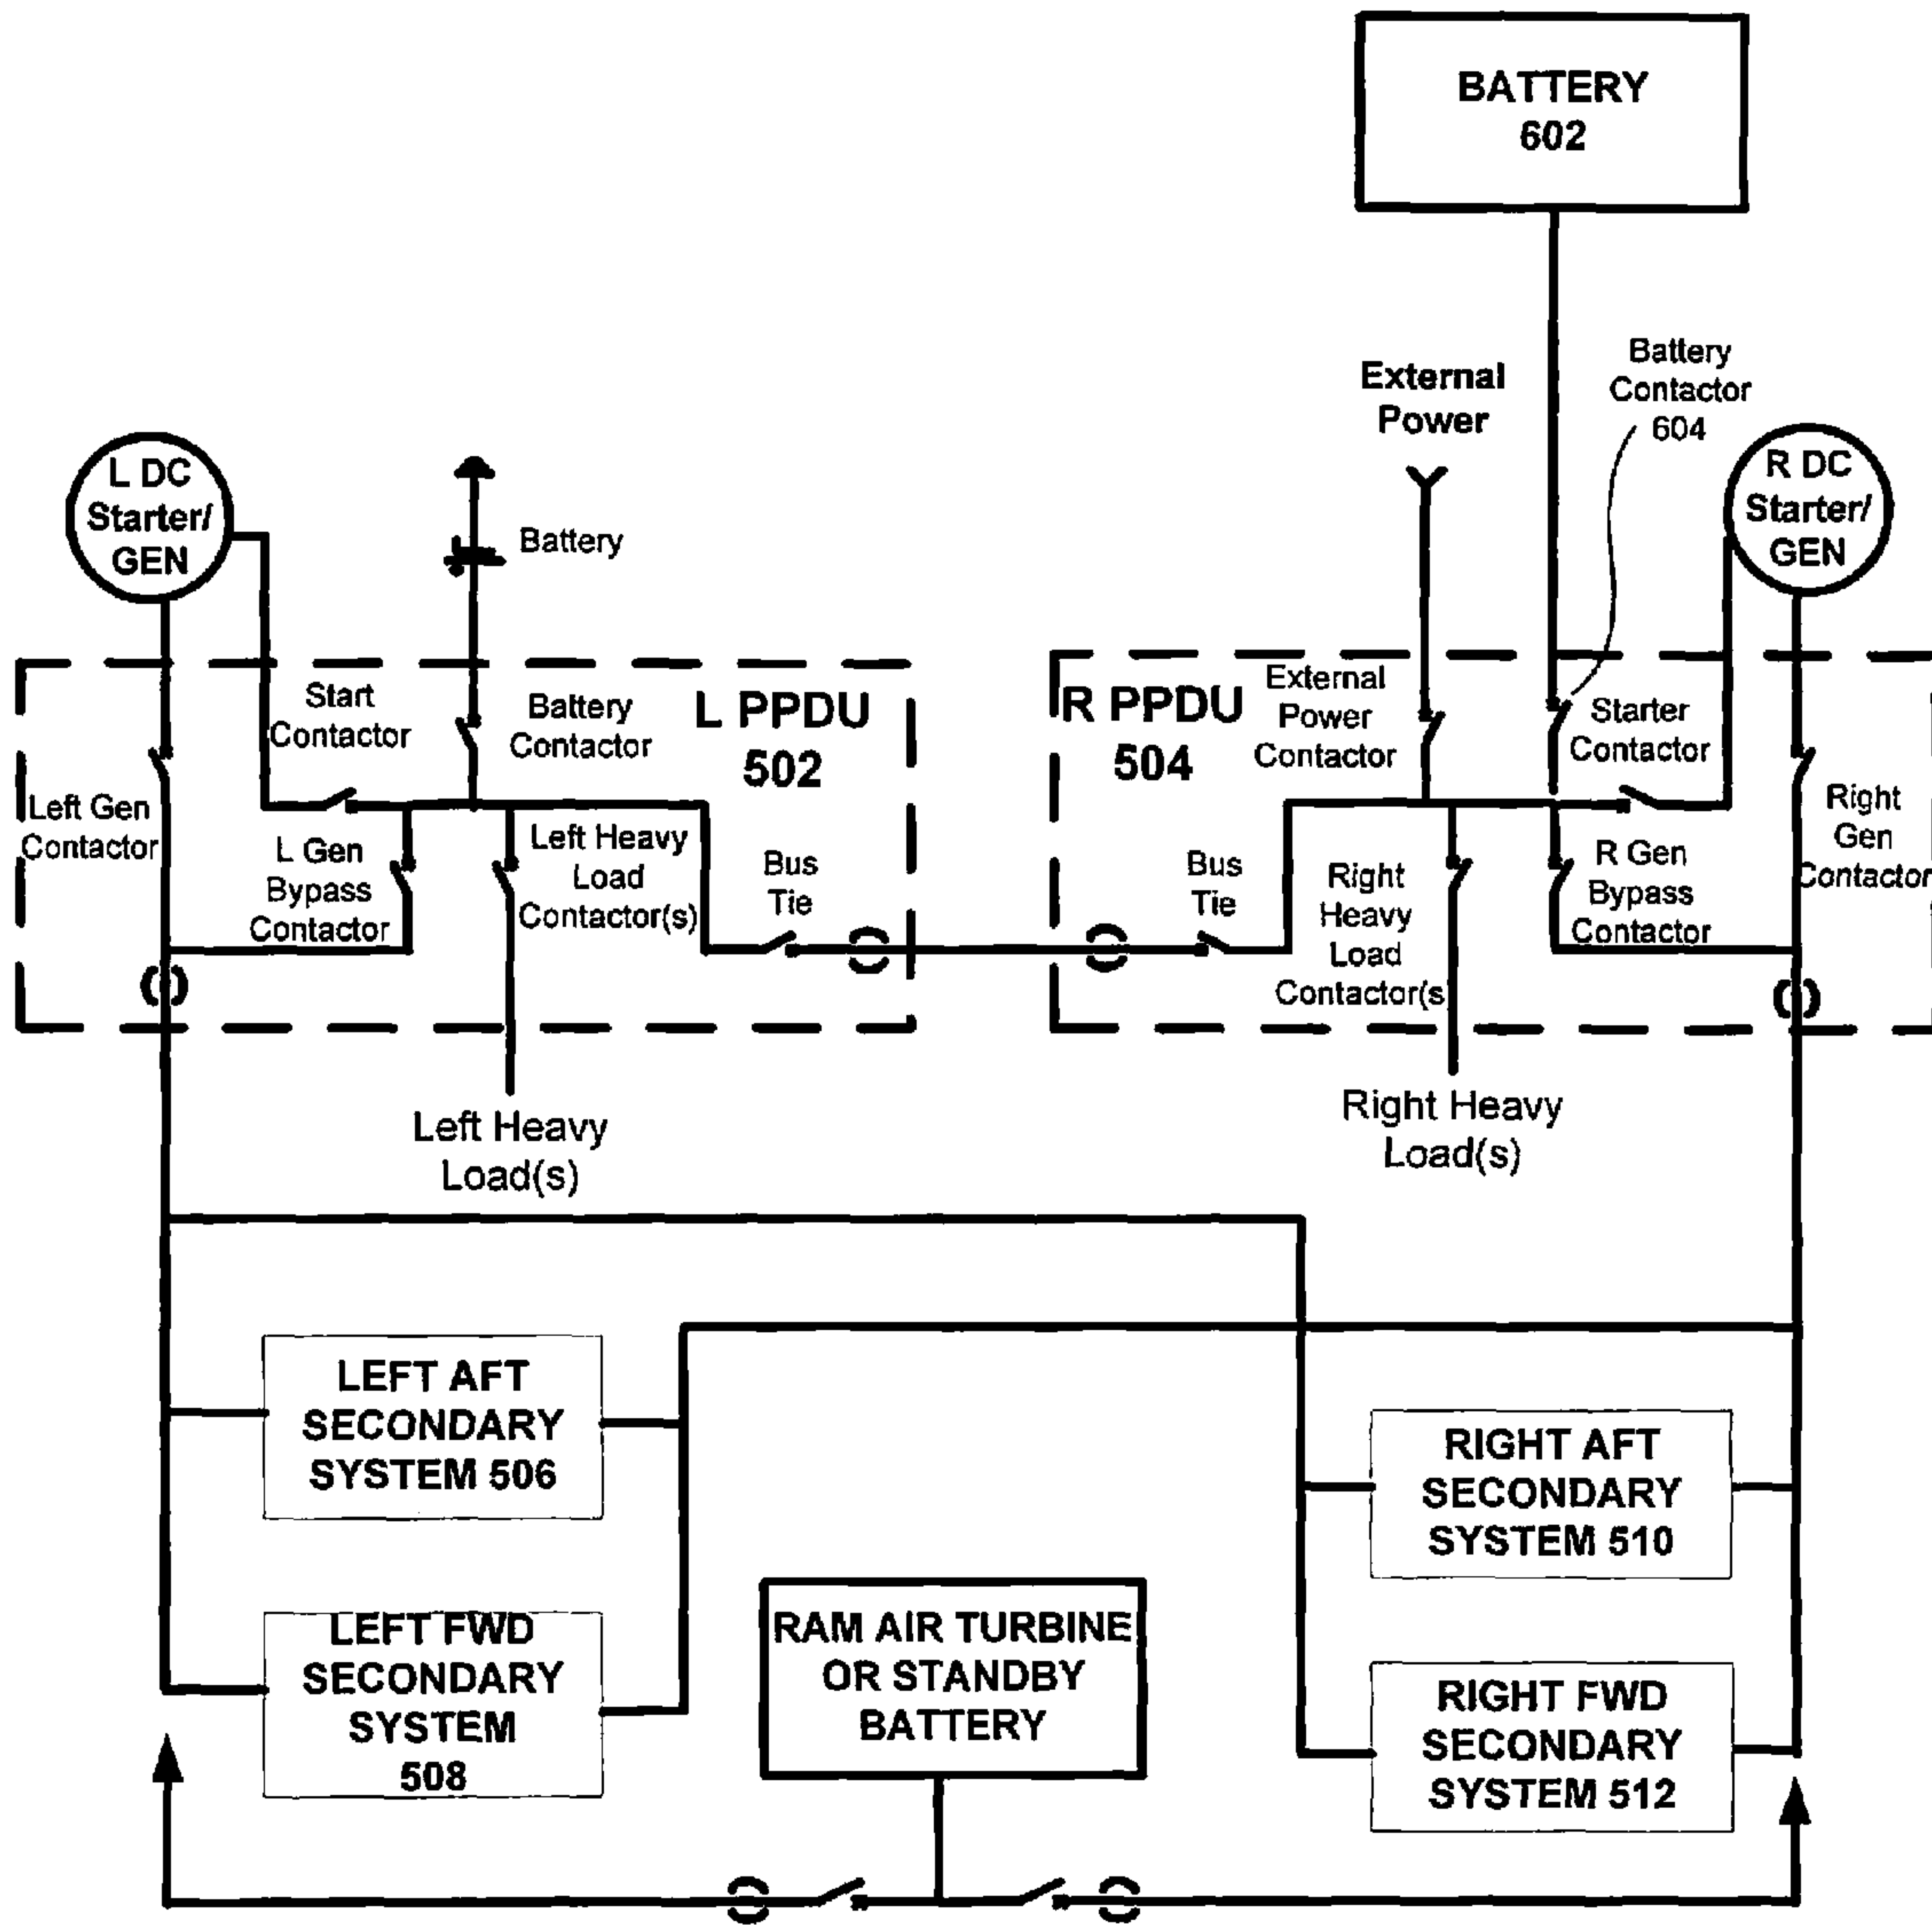 BATTERY
602
External
Power
Battery
Contactor
604
L DC
Starter/
GEN
Battery
R DC
Starter/
GEN
Start
Contactor
Battery
Contactor
L PPDU
502
R PPDU
504
External
Power
Contactor
Starter
Contactor
Left Gen
Contactor
L Gen
Bypass
Contactor
Left Heavy
Load
Contactor(s)
Bus
Tie
Bus
Tie
Right
Heavy
Load
Contactor(s
R Gen
Bypass
Contactor
Right
Gen
Contactor
Left Heavy
Load(s)
Right Heavy
Load(s)
LEFT AFT
SECONDARY
SYSTEM 506
RIGHT AFT
SECONDARY
SYSTEM 510
LEFT FWD
SECONDARY
SYSTEM
508
RAM AIR TURBINE
OR STANDBY
BATTERY
RIGHT FWD
SECONDARY
SYSTEM 512